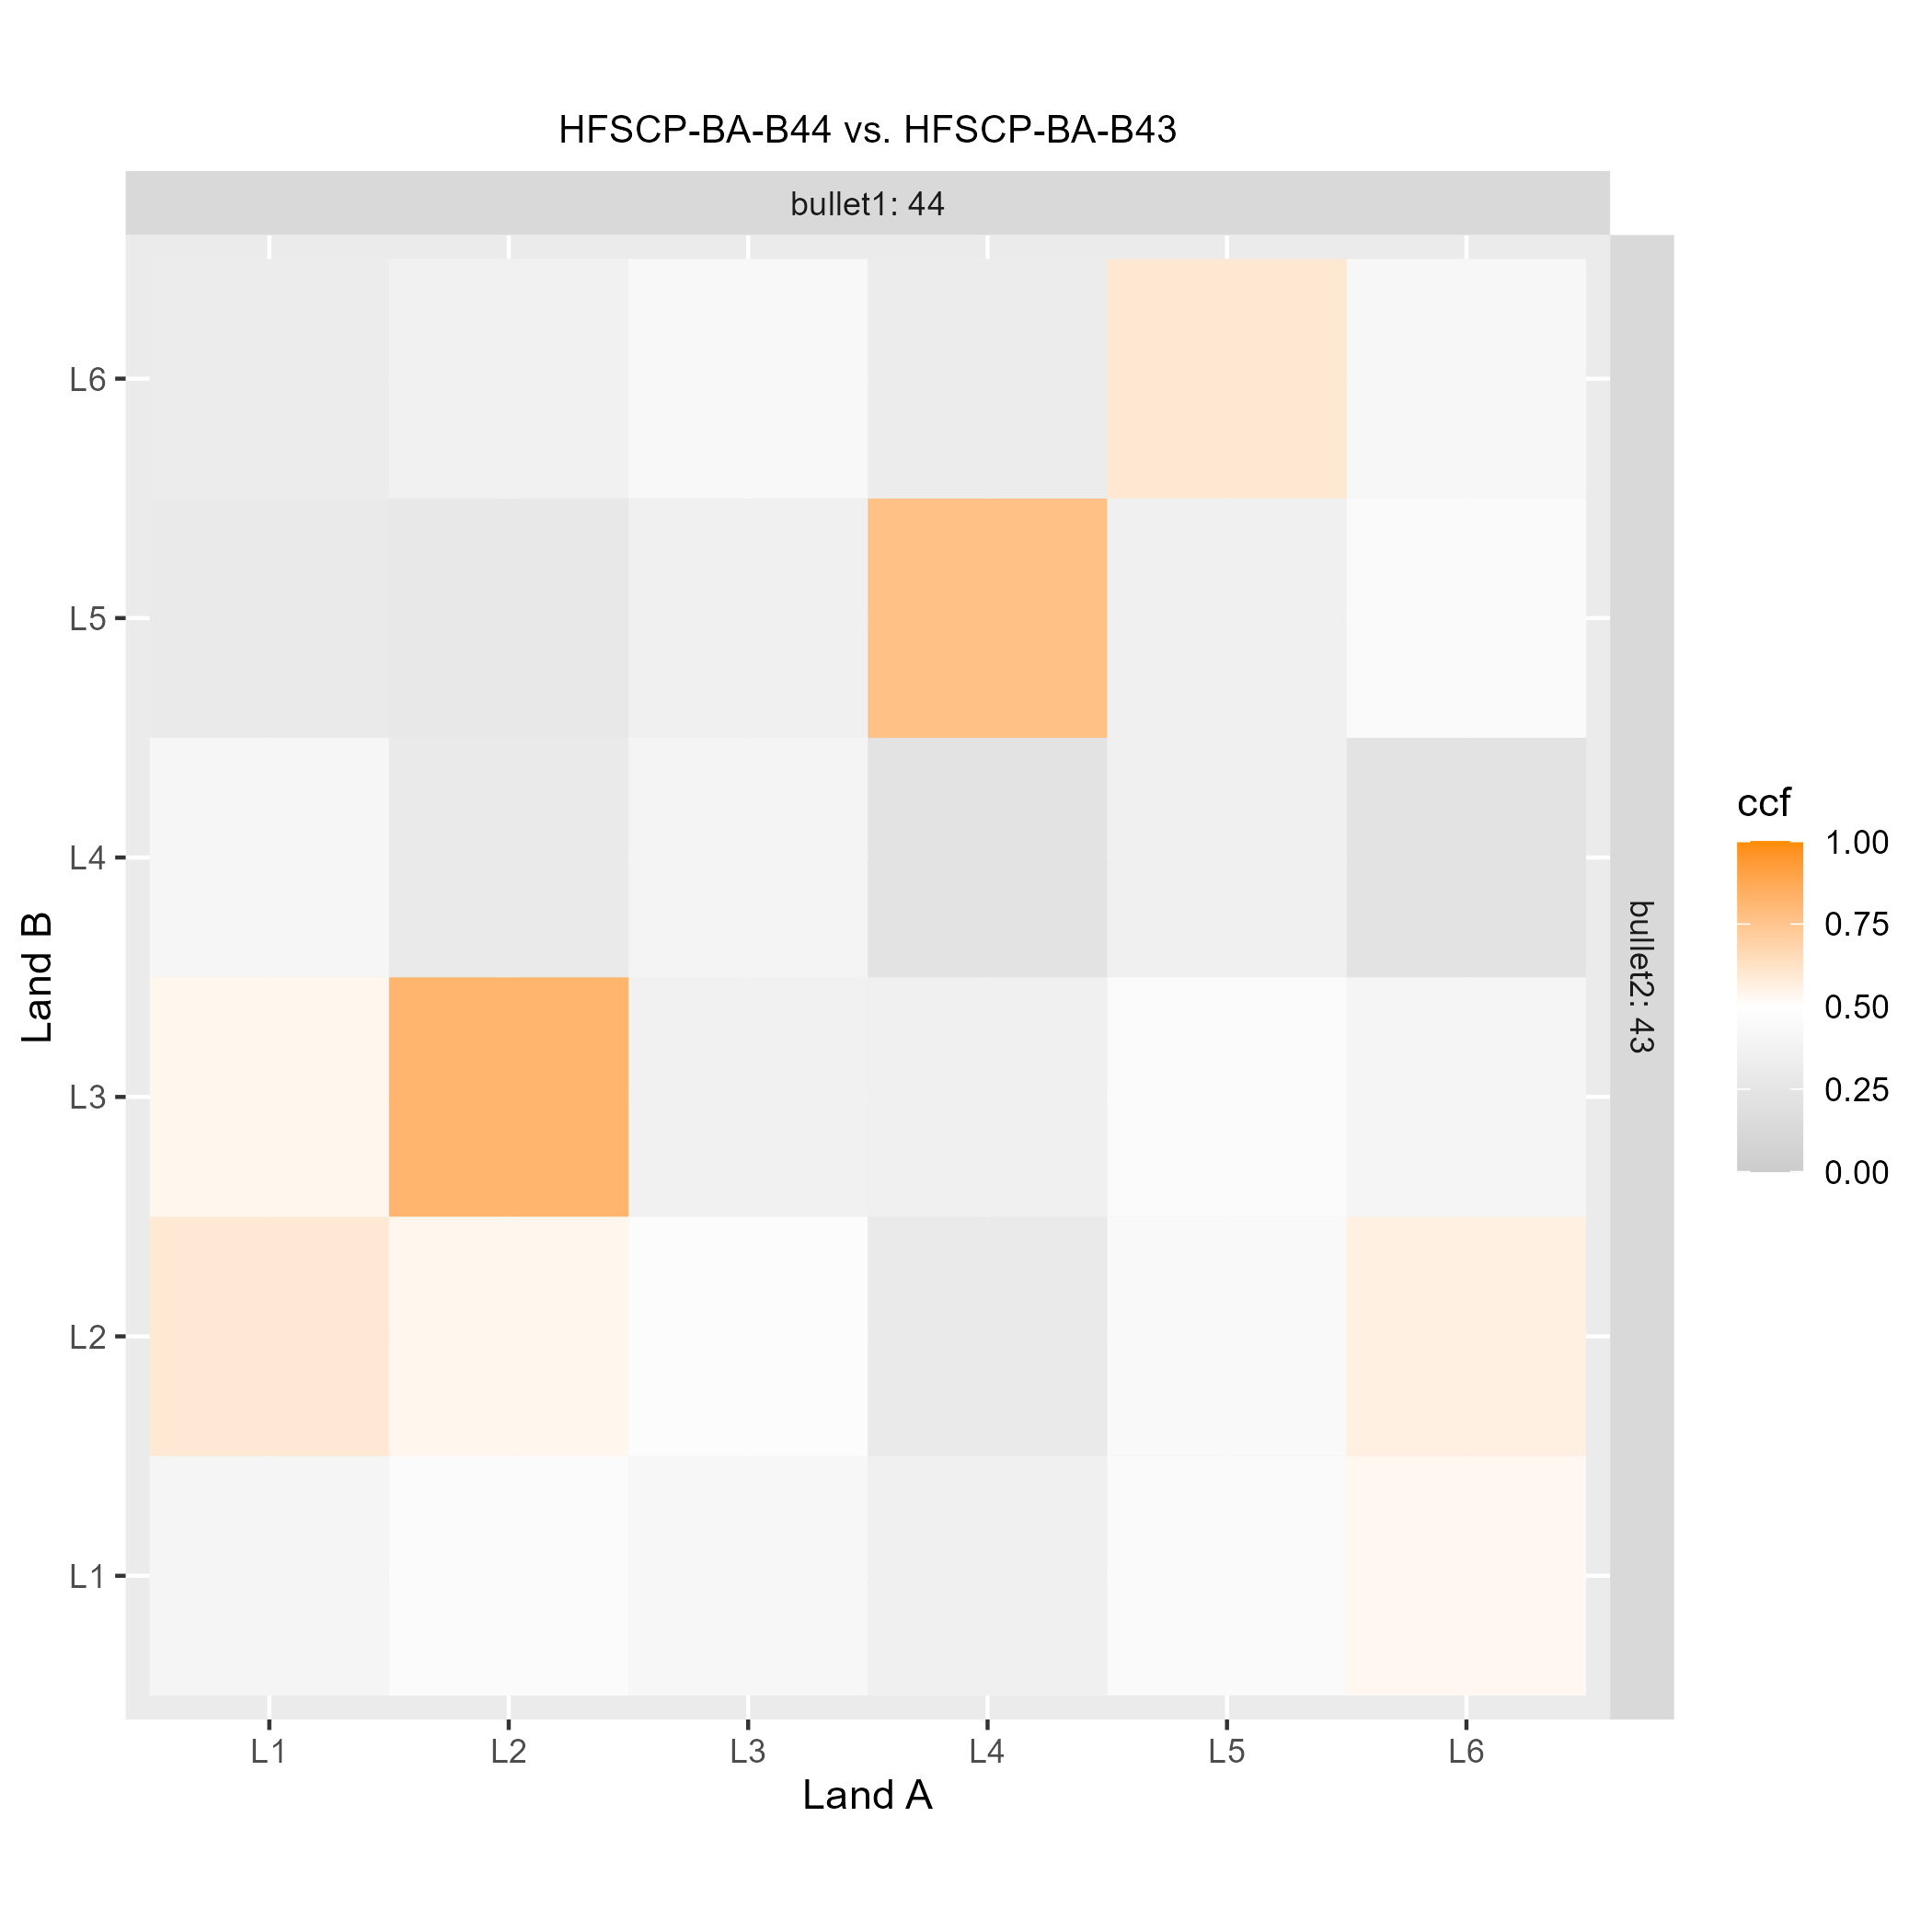 HFSCP-BA-B44 vs. HFSCP-BA-B43
bullet1: 44
L6
L5
L4
L3
L2
L1
Land B
L1 L2 L3 L4 L5 L6
Land A
bullet2: 43
ccf
1.00
0.75
0.50
0.25
0.00